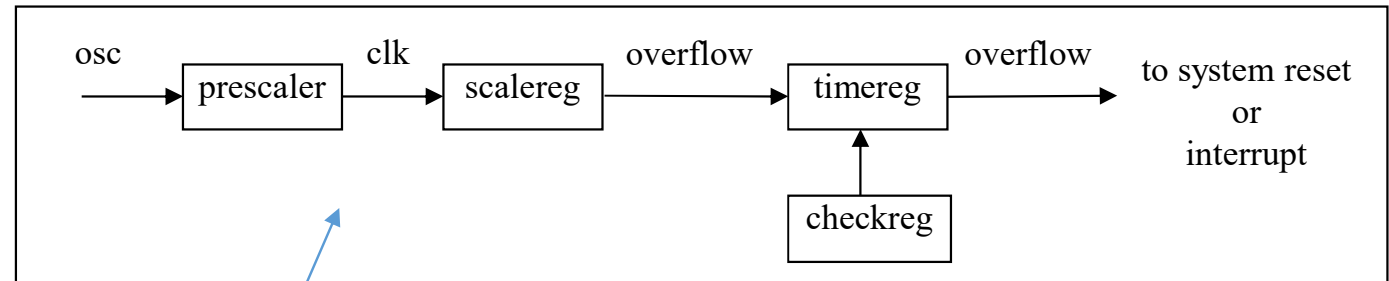 osc
clk
overflow
overflow
prescaler
scalereg
timereg
to system reset
or
interrupt
checkreg